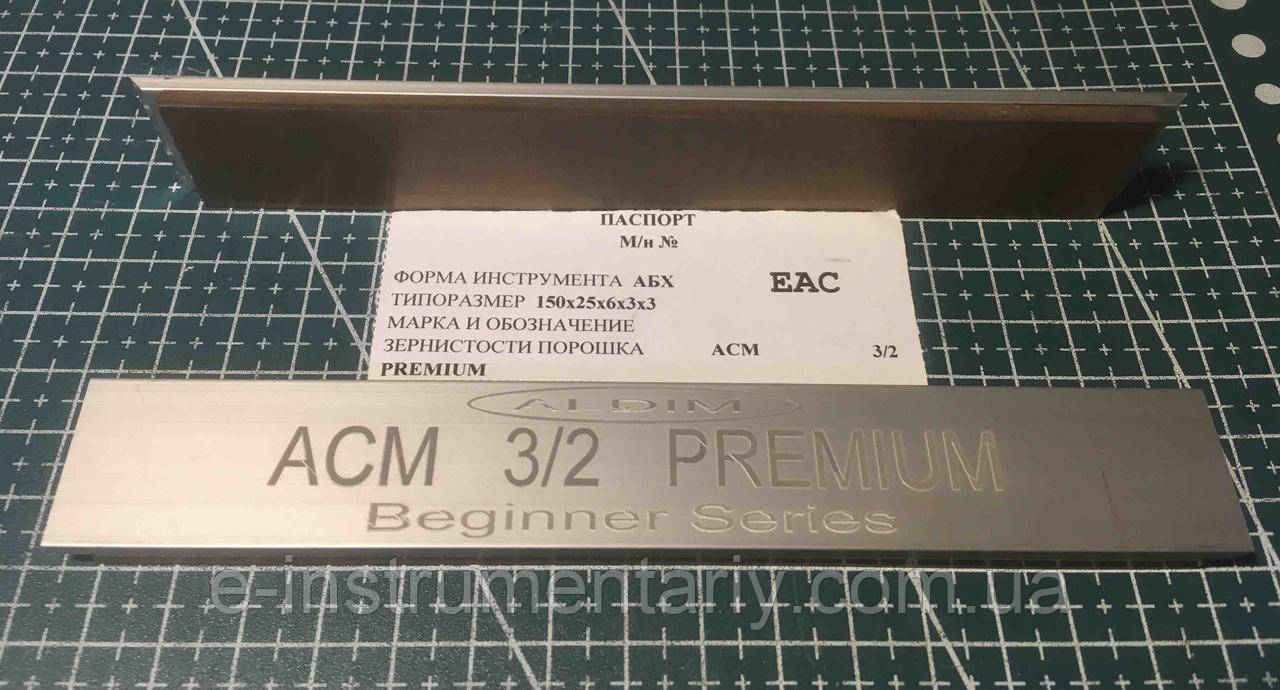 ПАСПОРТ
М/н №
ФОРМА ИНСТРУМЕНТА АБХ EAC
ТИПОРАЗМЕР 150х25х6х3х3
МАРКА И ОБОЗНАЧЕНИЕ
ЗЕРНИСТОСТИ ПОРОШКА АСМ 3/2
PREMIUM
ALDIM
ACM 3/2 PREMIUM
Beginner Series
e-instrumentariy.com.ua